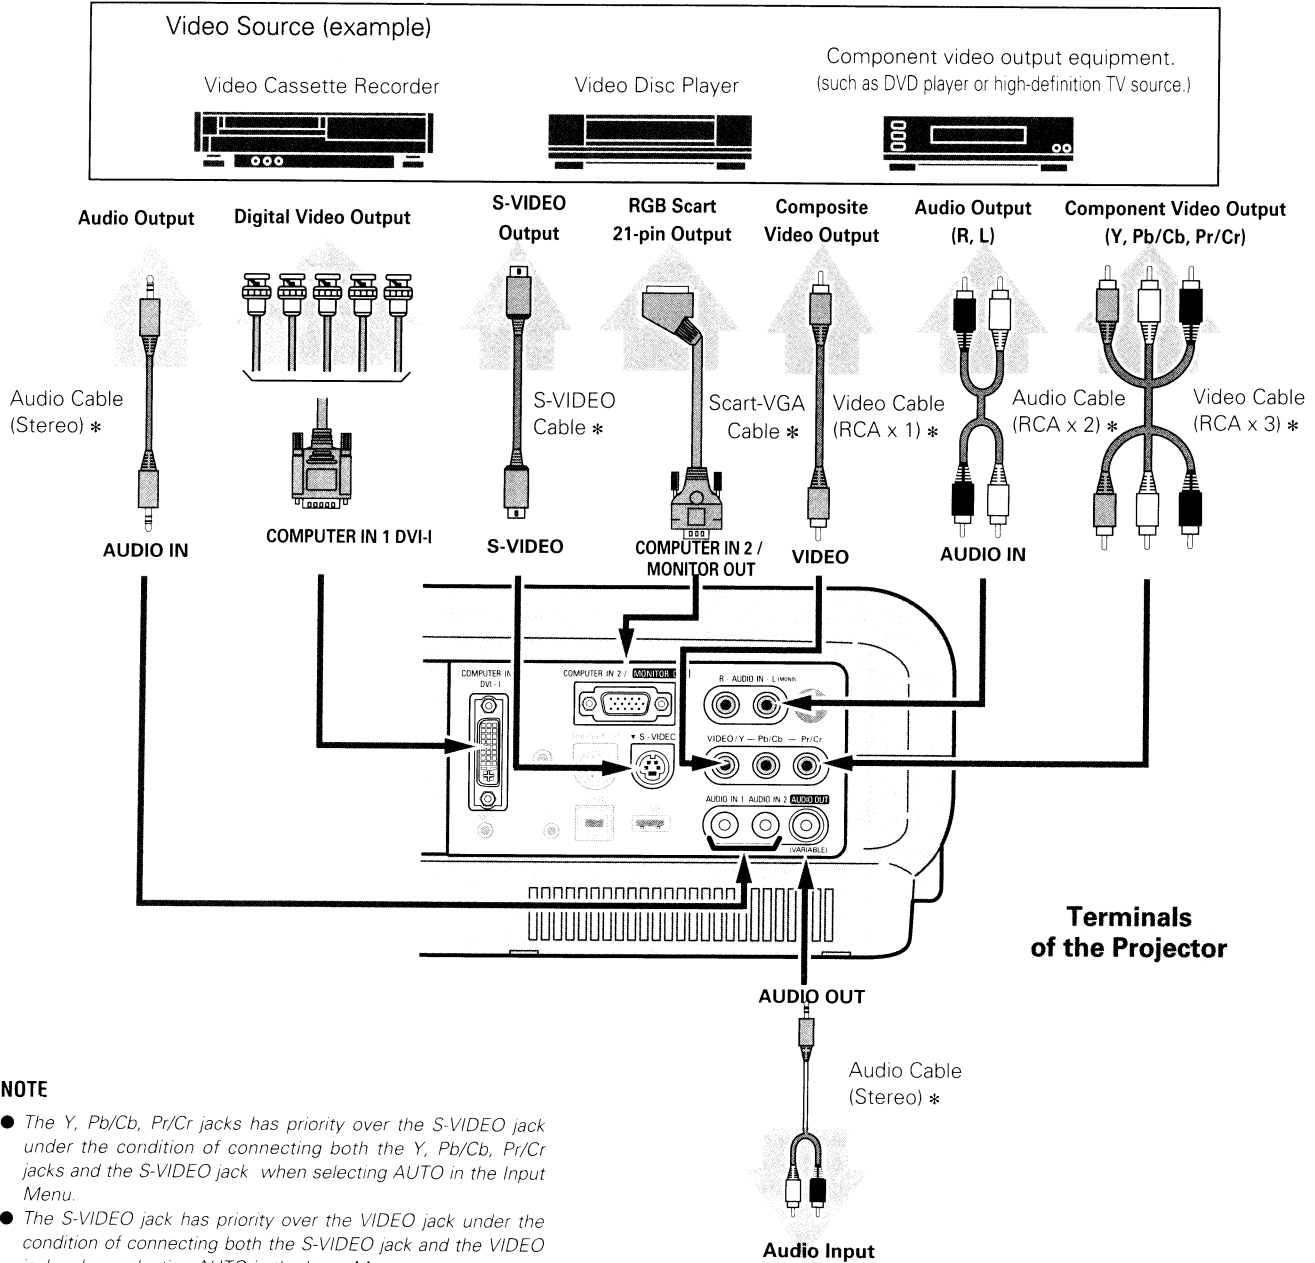 Video Source (example)
Video Cassette Recorder
Video Disc Player
Component video output equipment.
(such as DVD player or high-definition TV source.)
Audio Output
Digital Video Output
S-VIDEO
Output
RGB Scart
21-pin Output
Composite
Video Output
Audio Output
(R, L)
Component Video Output
(Y, Pb/Cb, Pr/Cr)
Audio Cable
(Stereo) *
S-VIDEO
Cable *
Scart-VGA
Cable *
Video Cable
(RCA x 1) *
Audio Cable
(RCA x 2) *
Video Cable
(RCA x 3) *
AUDIO IN
COMPUTER IN 1 DVI-I
S-VIDEO
COMPUTER IN 2 /
MONITOR OUT
VIDEO
AUDIO IN
COMPUTER IN
DVI - I
COMPUTER IN 2 / MONITOR
R - AUDIO IN - L (MONO)
▼ S - VIDEO
VIDEO / Y — Pb/Cb — Pr/Cr
AUDIO IN 1 AUDIO IN 2 AUDIO OUT
(VARIABLE)
Terminals
of the Projector
AUDIO OUT
Audio Cable
(Stereo) *
Audio Input
NOTE
● The Y, Pb/Cb, Pr/Cr jacks has priority over the S-VIDEO jack
under the condition of connecting both the Y, Pb/Cb, Pr/Cr
jacks and the S-VIDEO jack when selecting AUTO in the Input
Menu.
● The S-VIDEO jack has priority over the VIDEO jack under the
condition of connecting both the S-VIDEO jack and the VIDEO